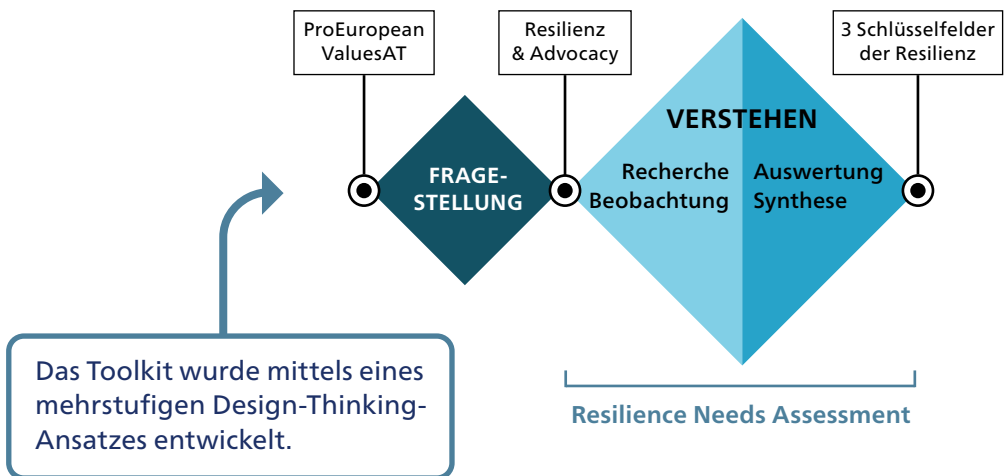 ProEuropean
ValuesAT
Resilienz
& Advocacy
3 Schlüsselfelder
der Resilienz
FRAGE-
STELLUNG
VERSTEHEN
Recherche
Beobachtung
Auswertung
Synthese
Resilience Needs Assessment
Das Toolkit wurde mittels eines
mehrstufigen Design-Thinking-
Ansatzes entwickelt.